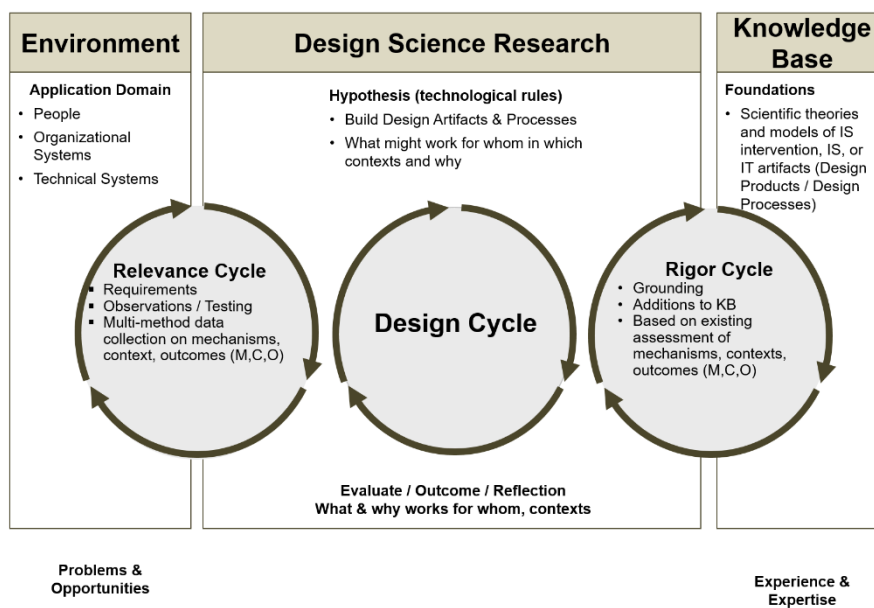 Environment
Design Science Research
Knowledge
Base
Application Domain
• People
• Organizational
Systems
• Technical Systems
Hypothesis (technological rules)
• Build Design Artifacts & Processes
• What might work for whom in which
contexts and why
Foundations
• Scientific theories
and models of IS
intervention, IS, or
IT artifacts (Design
Products / Design
Processes)
Relevance Cycle
▪ Requirements
▪ Observations / Testing
▪ Multi-method data
collection on mechanisms,
context, outcomes (M,C,O)
Design Cycle
Rigor Cycle
• Grounding
• Additions to KB
• Based on existing
assessment of
mechanisms, contexts,
outcomes (M,C,O)
Evaluate / Outcome / Reflection
What & why works for whom, contexts
Problems &
Opportunities
Experience &
Expertise